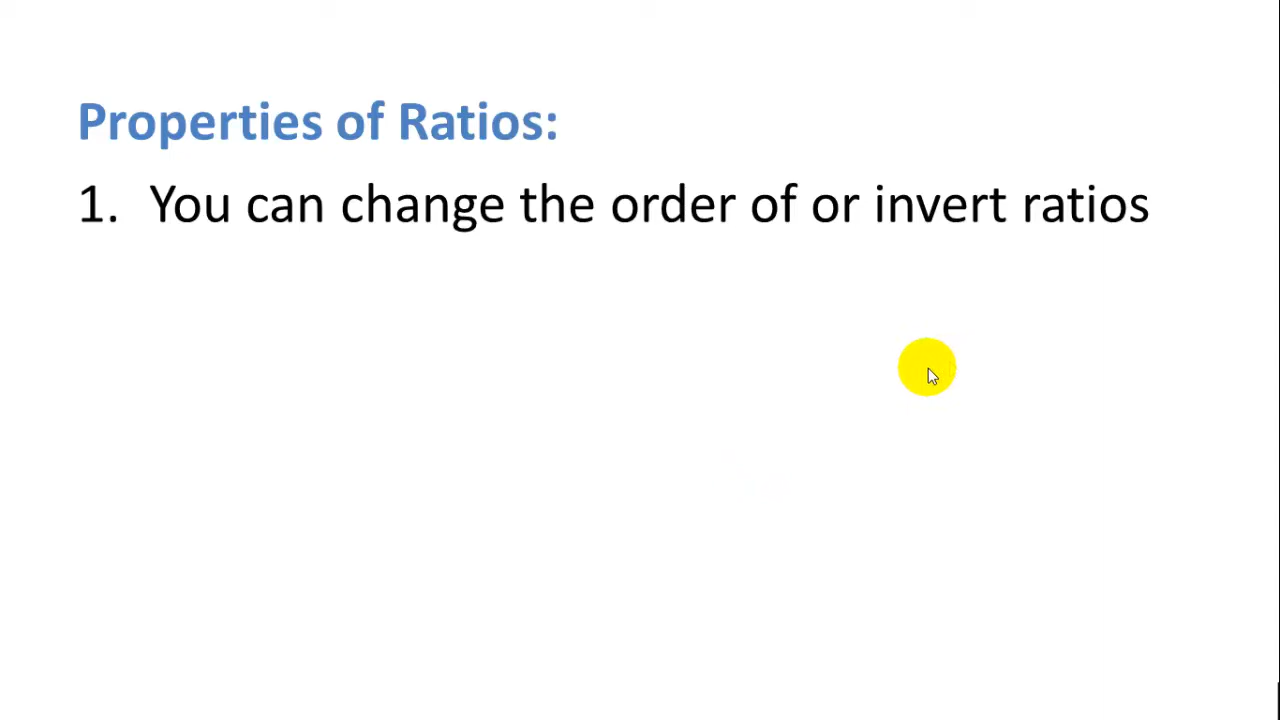 Properties of Ratios:
1. You can change the order of or invert ratios